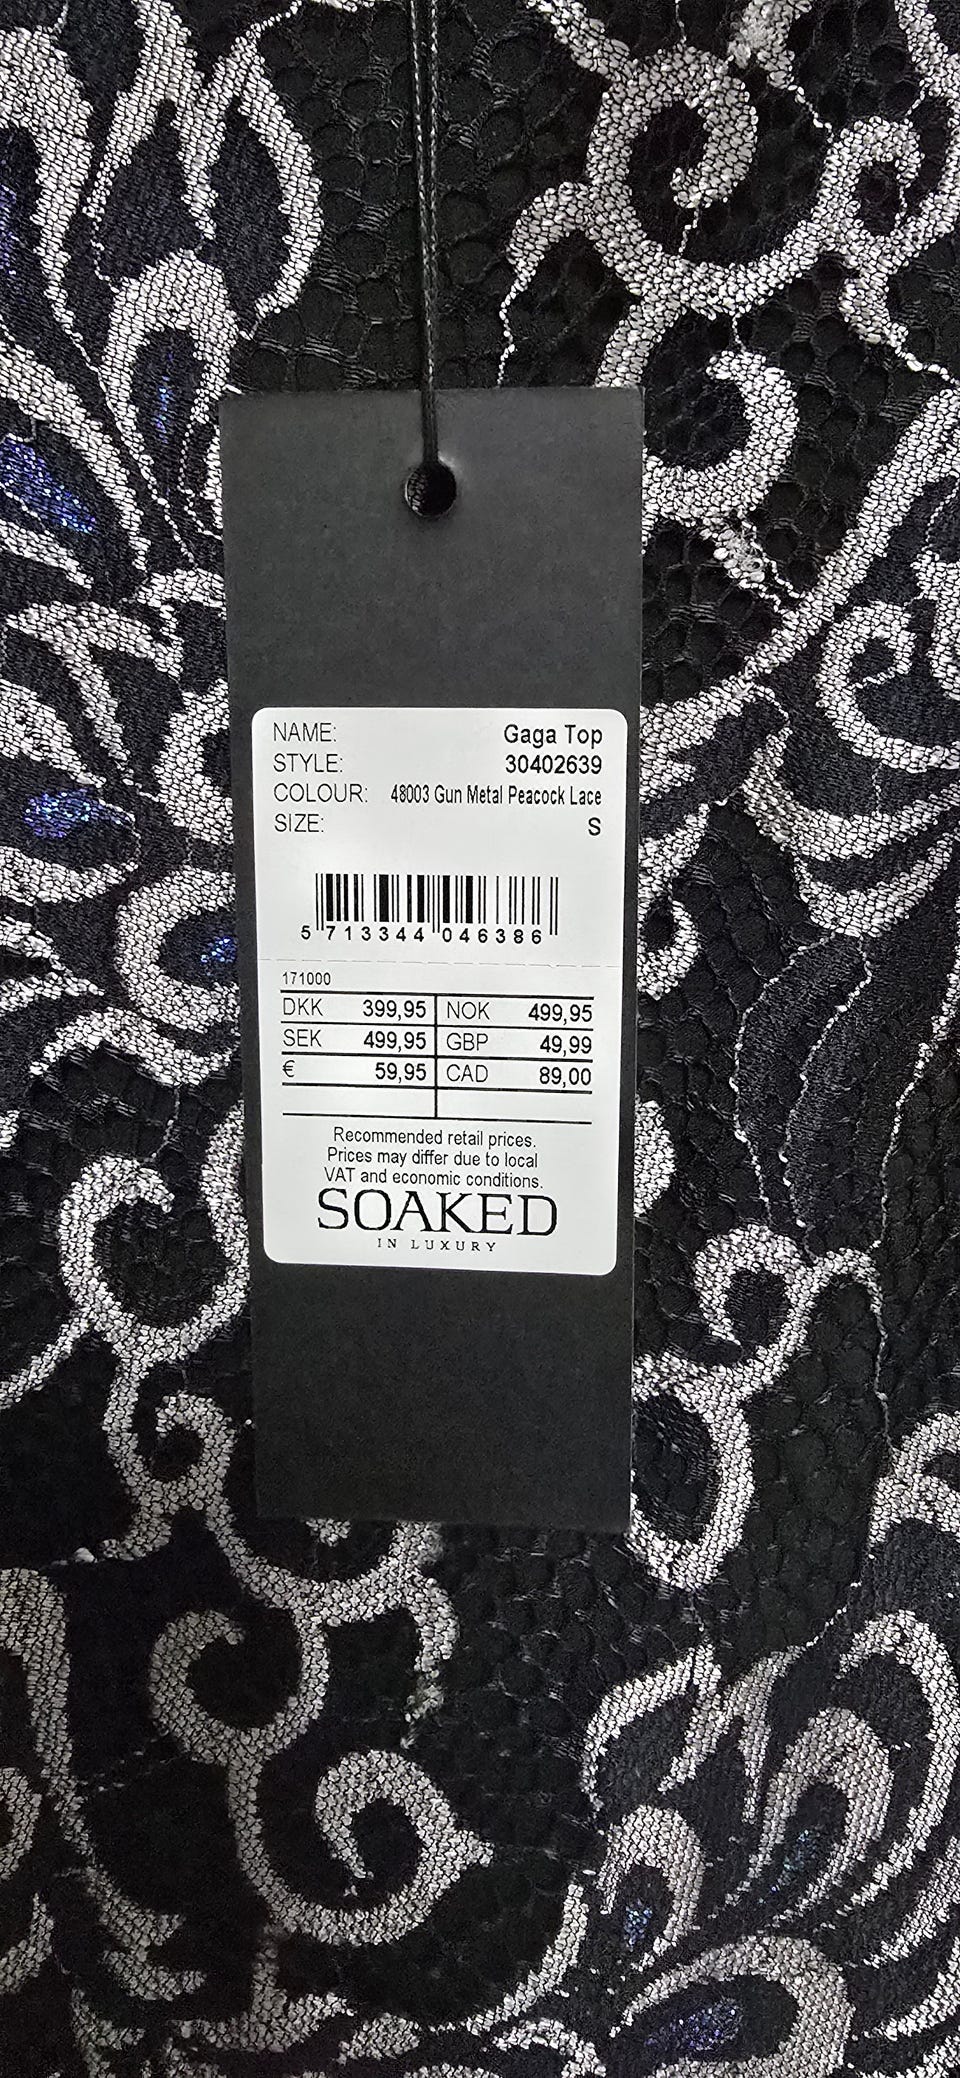 NAME: Gaga Top
STYLE: 30402639
COLOUR: 48003 Gun Metal Peacock Lace
SIZE: S
5 713344 046386
171000
DKK 399,95 NOK 499,95
SEK 499,95 GBP 49,99
€ 59,95 CAD 89,00
Recommended retail prices.
Prices may differ due to local
VAT and economic conditions.
SOAKED
IN LUXURY